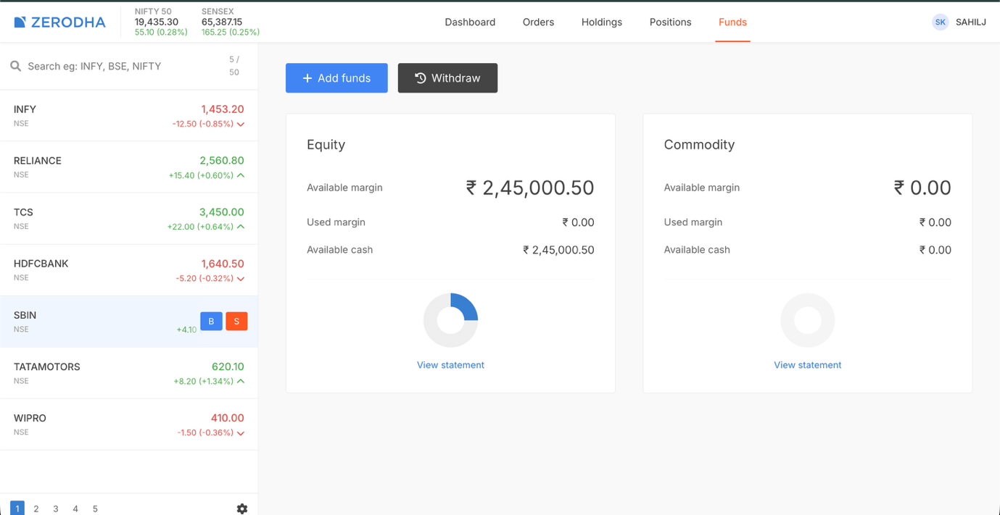 ZERODHA
NIFTY 50
19,435.30
55.10 (0.28%)
SENSEX
65,387.15
165.25 (0.25%)
Dashboard
Orders
Holdings
Positions
Funds
SK
SAHILJ
Search eg: INFY, BSE, NIFTY
5 /
50
INFY
1,453.20
NSE
-12.50 (-0.85%)
RELIANCE
2,560.80
NSE
+15.40 (+0.60%)
TCS
3,450.00
NSE
+22.00 (+0.64%)
HDFCBANK
1,640.50
NSE
-5.20 (-0.32%)
SBIN
NSE
+4.10
B
S
TATAMOTORS
620.10
NSE
+8.20 (+1.34%)
WIPRO
410.00
NSE
-1.50 (-0.36%)
1 2 3 4 5
+ Add funds
Withdraw
Equity
Available margin ₹ 2,45,000.50
Used margin ₹ 0.00
Available cash ₹ 2,45,000.50
View statement
Commodity
Available margin ₹ 0.00
Used margin ₹ 0.00
Available cash ₹ 0.00
View statement